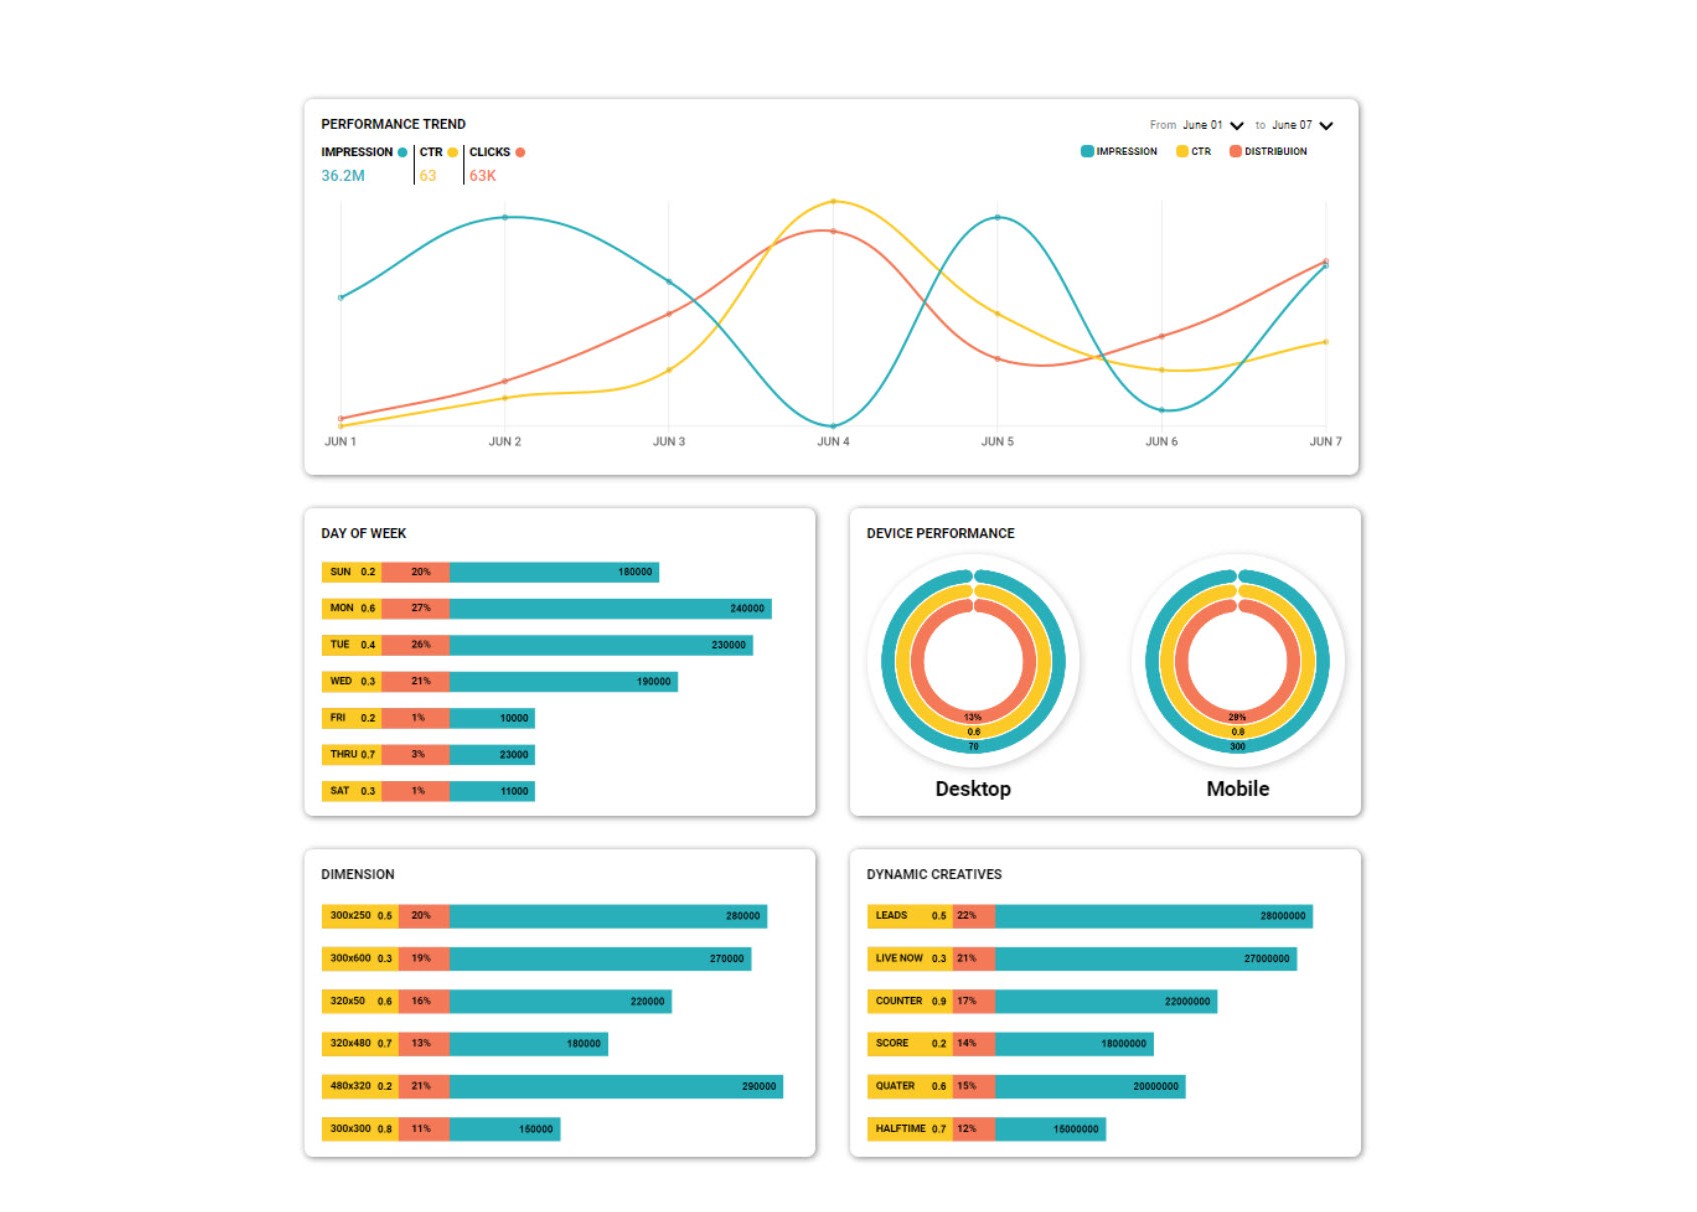 PERFORMANCE TREND
From June 01 to June 07
IMPRESSION CTR CLICKS
36.2M 63 63K
IMPRESSION CTR DISTRIBUION
JUN 1 JUN 2 JUN 3 JUN 4 JUN 5 JUN 6 JUN 7
DAY OF WEEK
SUN 0.2 20% 180000
MON 0.6 27% 240000
TUE 0.4 26% 230000
WED 0.3 21% 190000
FRI 0.2 1% 10000
THRU 0.7 3% 23000
SAT 0.3 1% 11000
DEVICE PERFORMANCE
13%
0.6
70
Desktop
28%
0.8
300
Mobile
DIMENSION
300x250 0.5 20% 280000
300x600 0.3 19% 270000
320x50 0.6 16% 220000
320x480 0.7 13% 180000
480x320 0.2 21% 290000
300x300 0.8 11% 150000
DYNAMIC CREATIVES
LEADS 0.5 22% 28000000
LIVE NOW 0.3 21% 27000000
COUNTER 0.9 17% 22000000
SCORE 0.2 14% 18000000
QUATER 0.6 15% 20000000
HALFTIME 0.7 12% 15000000